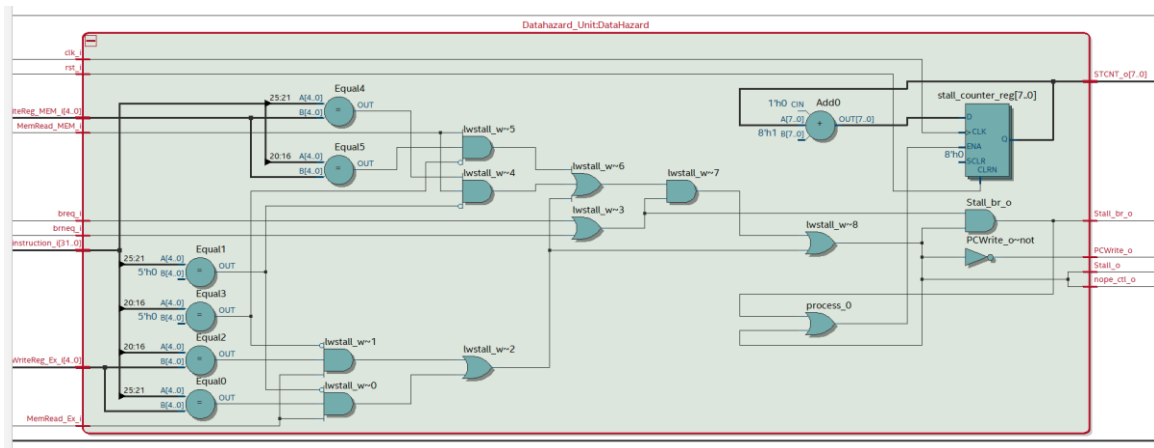 Datahazard_Unit:DataHazard
clk_i
rst_i
STCNT_o[7..0]
25:21 A[4..0] Equal4
B[4..0] = OUT
iteReg_MEM_i[4..0]
MemRead_MEM_i
20:16 A[4..0] Equal5
B[4..0] = OUT
lwstall_w~5
lwstall_w~4
lwstall_w~6
lwstall_w~3
lwstall_w~7
lwstall_w~8
1'h0 CIN Add0
A[7..0] + OUT[7..0]
8'h1 B[7..0]
stall_counter_reg[7..0]
D
CLK
ENA Q
8'h0 SCLR
CLRN
Stall_br_o
Stall_br_o
PCWrite_o~not
PCWrite_o
Stall_o
nope_ctl_o
breq_i
brneq_i
instruction_i[31..0]
Equal1
25:21 A[4..0] = OUT
5'h0 B[4..0]
Equal3
20:16 A[4..0] = OUT
5'h0 B[4..0]
Equal2
20:16 A[4..0] = OUT
B[4..0]
WriteReg_Ex_i[4..0]
Equal0
25:21 A[4..0] = OUT
B[4..0]
MemRead_Ex_i
lwstall_w~1
lwstall_w~0
lwstall_w~2
process_0